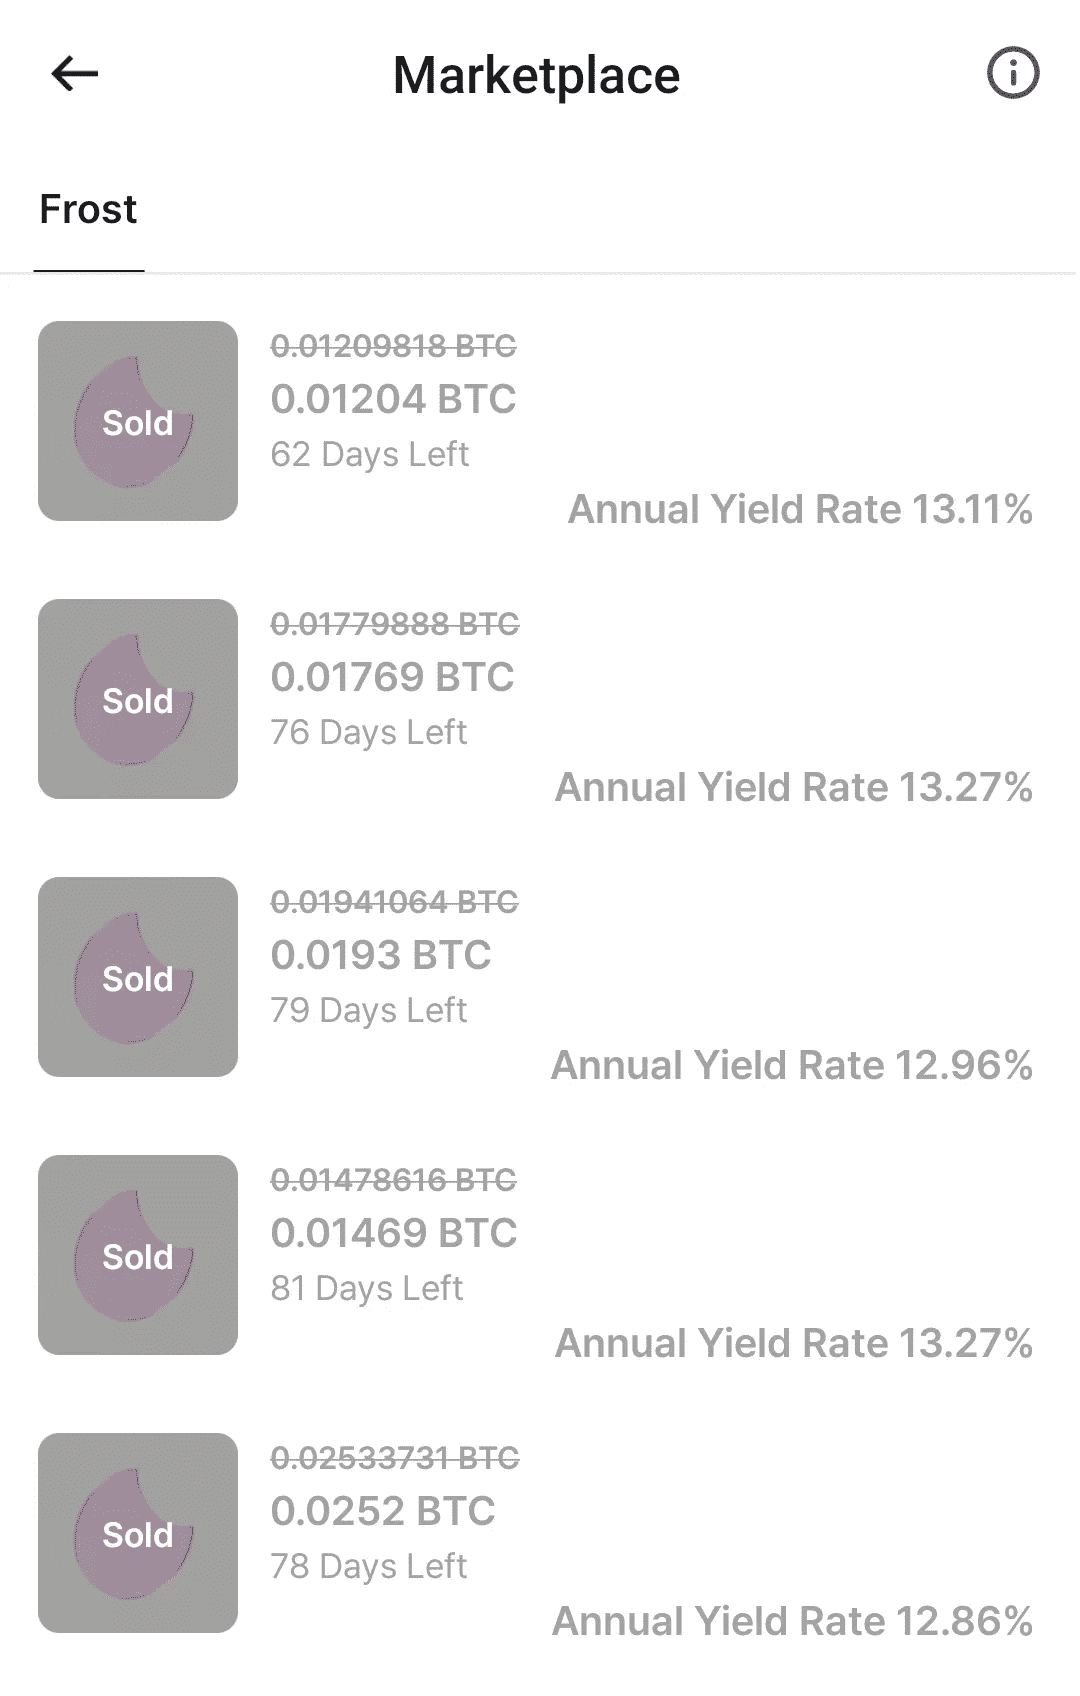 Marketplace
Frost
Sold
0.01209818 BTC
0.01204 BTC
62 Days Left
Annual Yield Rate 13.11%
Sold
0.01779888 BTC
0.01769 BTC
76 Days Left
Annual Yield Rate 13.27%
Sold
0.01941064 BTC
0.0193 BTC
79 Days Left
Annual Yield Rate 12.96%
Sold
0.01478616 BTC
0.01469 BTC
81 Days Left
Annual Yield Rate 13.27%
Sold
0.02533731 BTC
0.0252 BTC
78 Days Left
Annual Yield Rate 12.86%